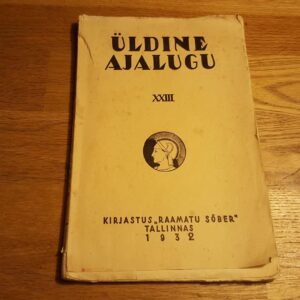 ÜLDINE
AJALUGU
XXIII
KIRJASTUS „RAAMATU SÕBER"
TALLINNAS
1932